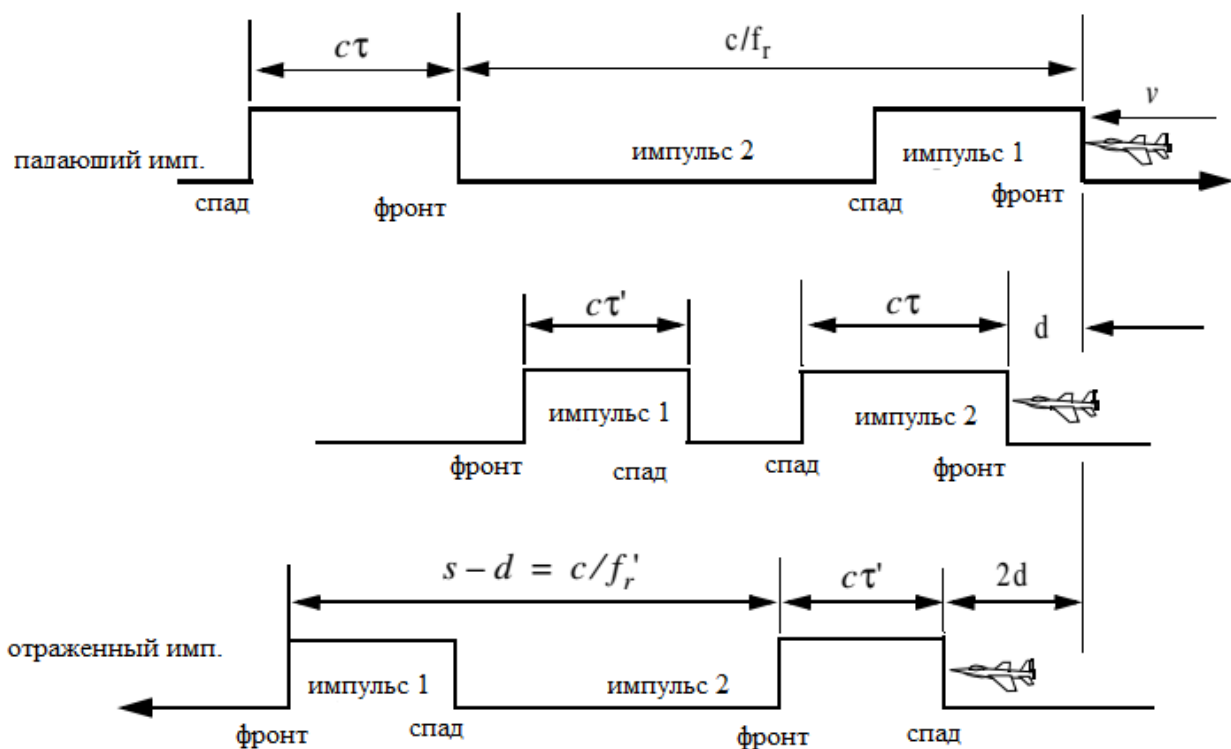 cτ
c/fᵣ
v
падающий имп.
импульс 2
импульс 1
спад
фронт
спад
фронт
cτ'
cτ
d
импульс 1
импульс 2
фронт
спад
спад
фронт
s − d = c/fᵣ'
cτ'
2d
отраженный имп.
импульс 1
импульс 2
фронт
спад
фронт
спад